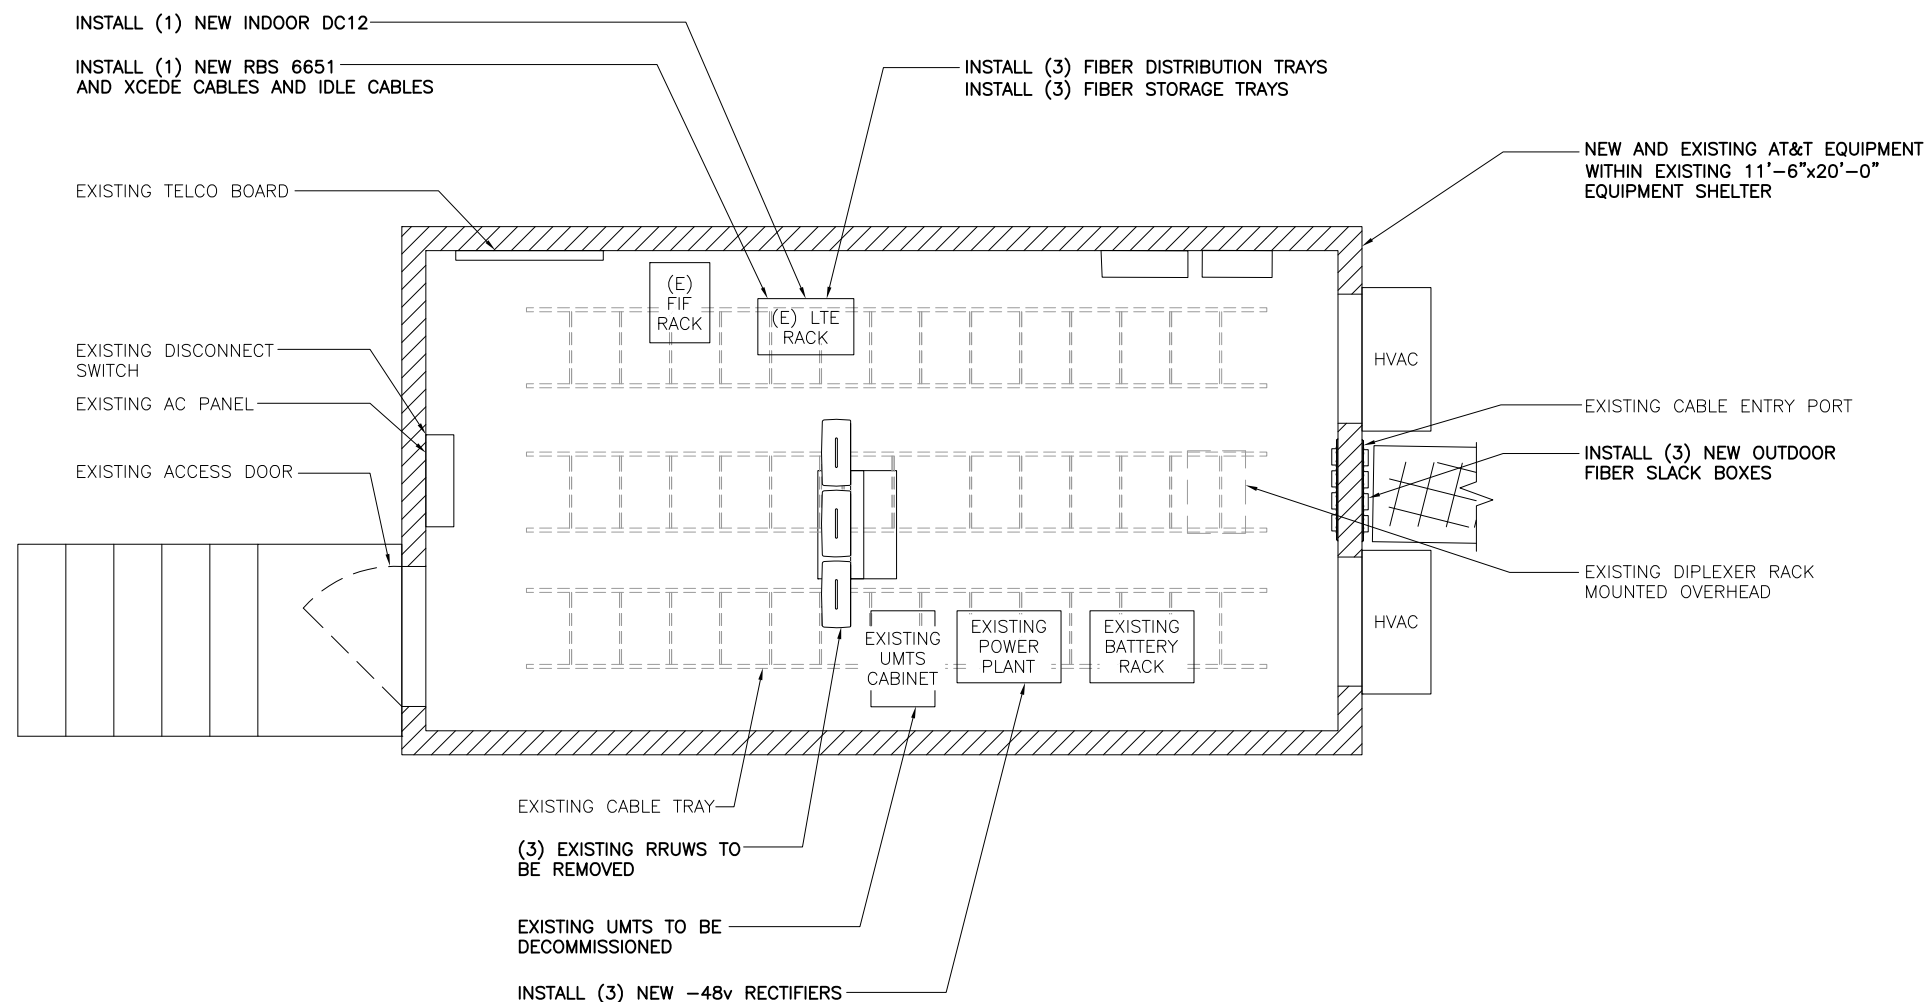 INSTALL (1) NEW INDOOR DC12
INSTALL (1) NEW RBS 6651
AND XCEDE CABLES AND IDLE CABLES
INSTALL (3) FIBER DISTRIBUTION TRAYS
INSTALL (3) FIBER STORAGE TRAYS
NEW AND EXISTING AT&T EQUIPMENT
WITHIN EXISTING 11'-6"x20'-0"
EQUIPMENT SHELTER
EXISTING TELCO BOARD
(E)
FIF
RACK
(E) LTE
RACK
EXISTING DISCONNECT
SWITCH
EXISTING AC PANEL
EXISTING ACCESS DOOR
HVAC
EXISTING CABLE ENTRY PORT
INSTALL (3) NEW OUTDOOR
FIBER SLACK BOXES
EXISTING DIPLEXER RACK
MOUNTED OVERHEAD
HVAC
EXISTING
UMTS
CABINET
EXISTING
POWER
PLANT
EXISTING
BATTERY
RACK
EXISTING CABLE TRAY
(3) EXISTING RRUWS TO
BE REMOVED
EXISTING UMTS TO BE
DECOMMISSIONED
INSTALL (3) NEW -48v RECTIFIERS